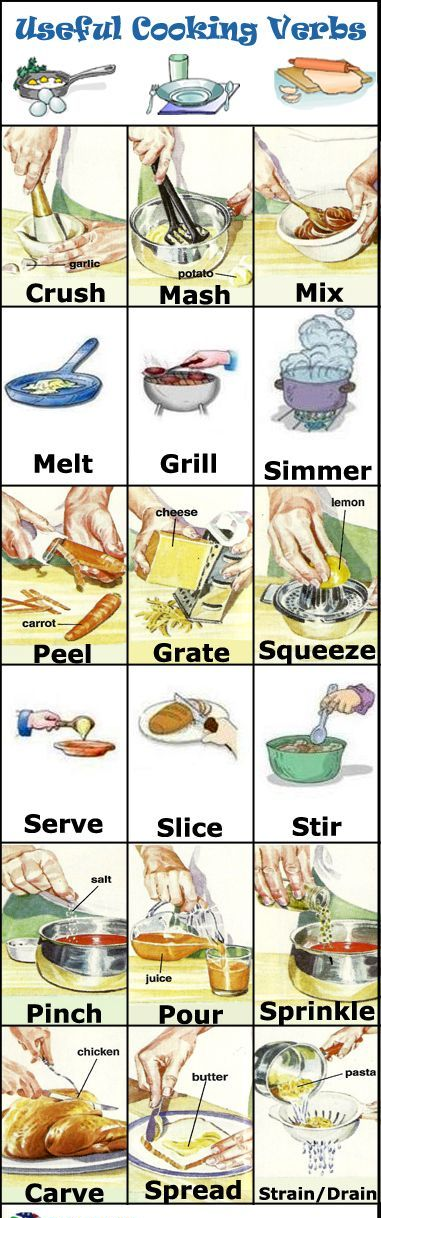 Useful Cooking Verbs
garlic
Crush
potato
Mash
Mix
Melt
Grill
Simmer
carrot
Peel
cheese
Grate
lemon
Squeeze
Serve
Slice
Stir
salt
Pinch
juice
Pour
Sprinkle
chicken
Carve
butter
Spread
pasta
Strain/Drain